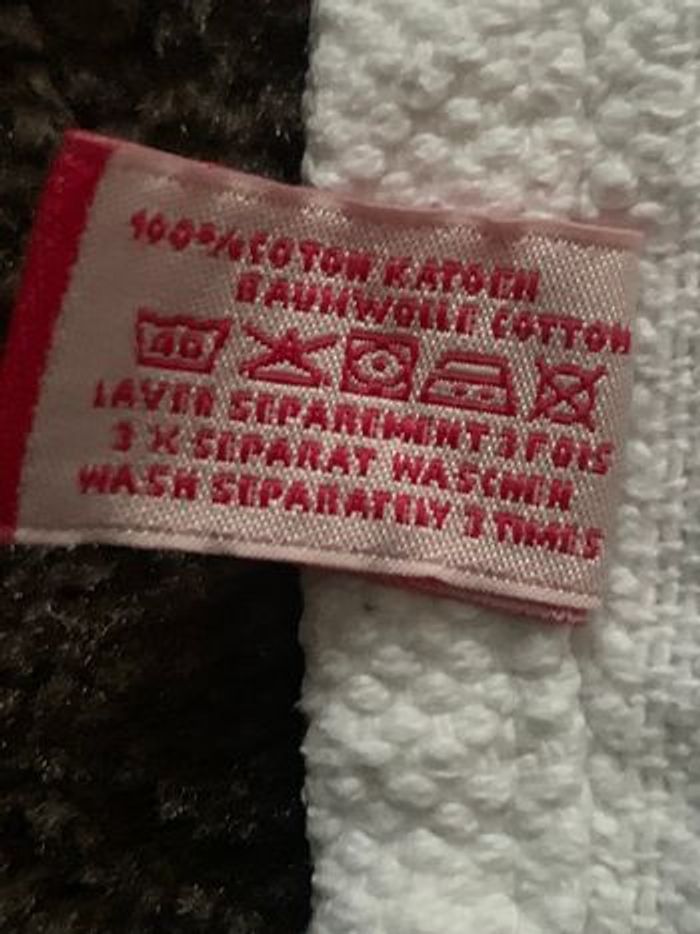 100% COTON KATOEN
BAUMWOLLE COTTON
40
LAVER SEPAREMENT 3 FOIS
3 X SEPARAT WASCHEN
WASH SEPARATELY 3 TIMES